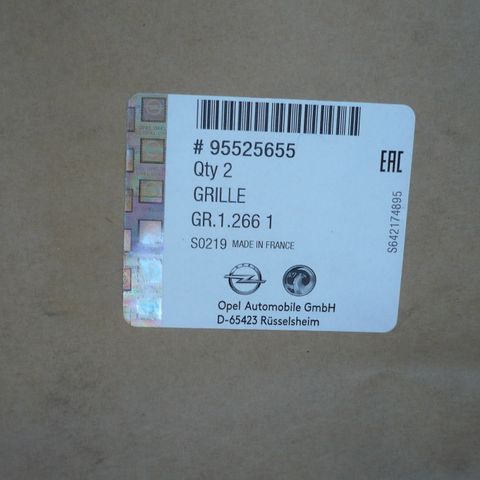 # 95525655
Qty 2
GRILLE
GR.1.266 1
S0219 MADE IN FRANCE
Opel Automobile GmbH
D-65423 Rüsselsheim
EAC
S642174895